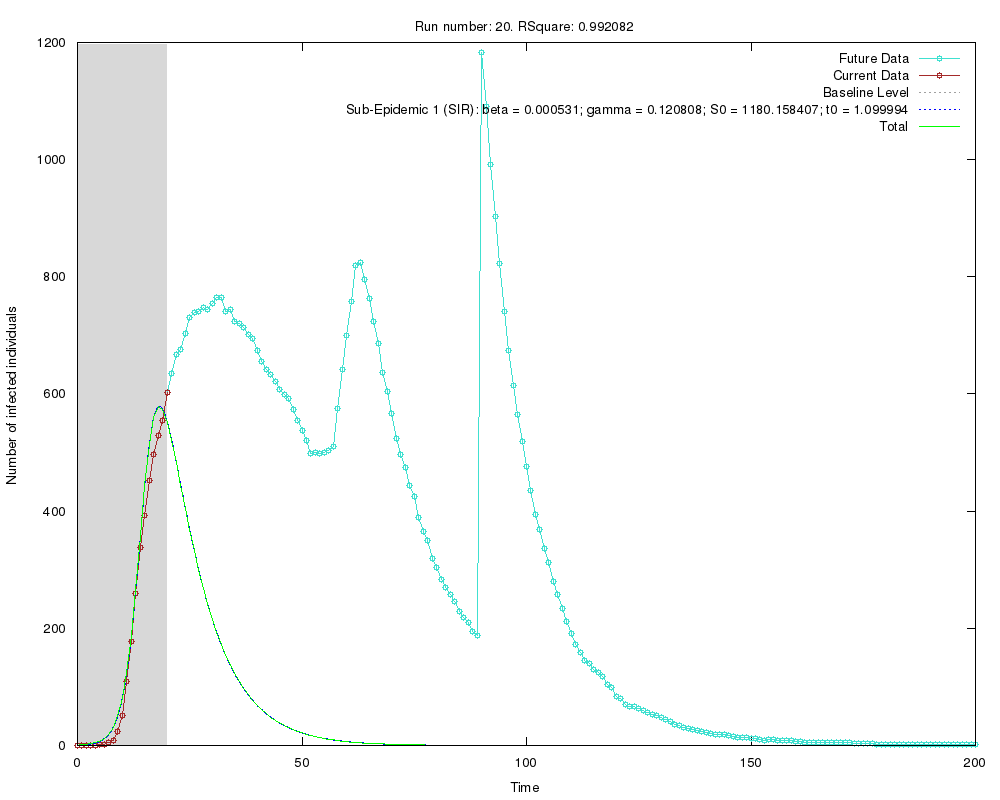 Run number: 20. RSquare: 0.992082
1200
1000
800
600
400
200
0
Number of infected individuals
Future Data
Current Data
Baseline Level
Sub-Epidemic 1 (SIR): beta = 0.000531; gamma = 0.120808; S0 = 1180.158407; t0 = 1.099994
Total
0 50 100 150 200
Time